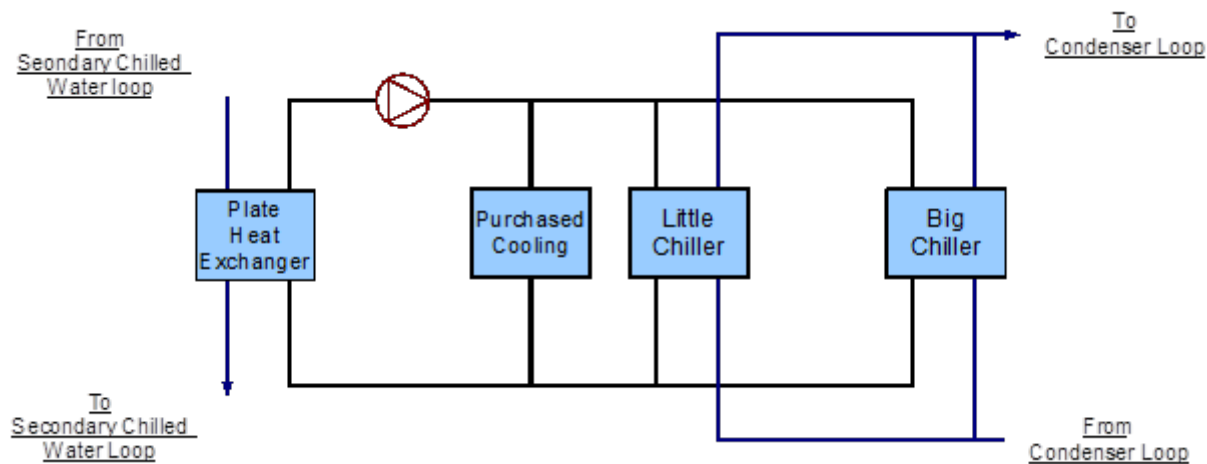 From
Seondary Chilled
Water loop
To
Condenser Loop
Plate
Heat
Exchanger
Purchased
Cooling
Little
Chiller
Big
Chiller
To
Secondary Chilled
Water Loop
From
Condenser Loop